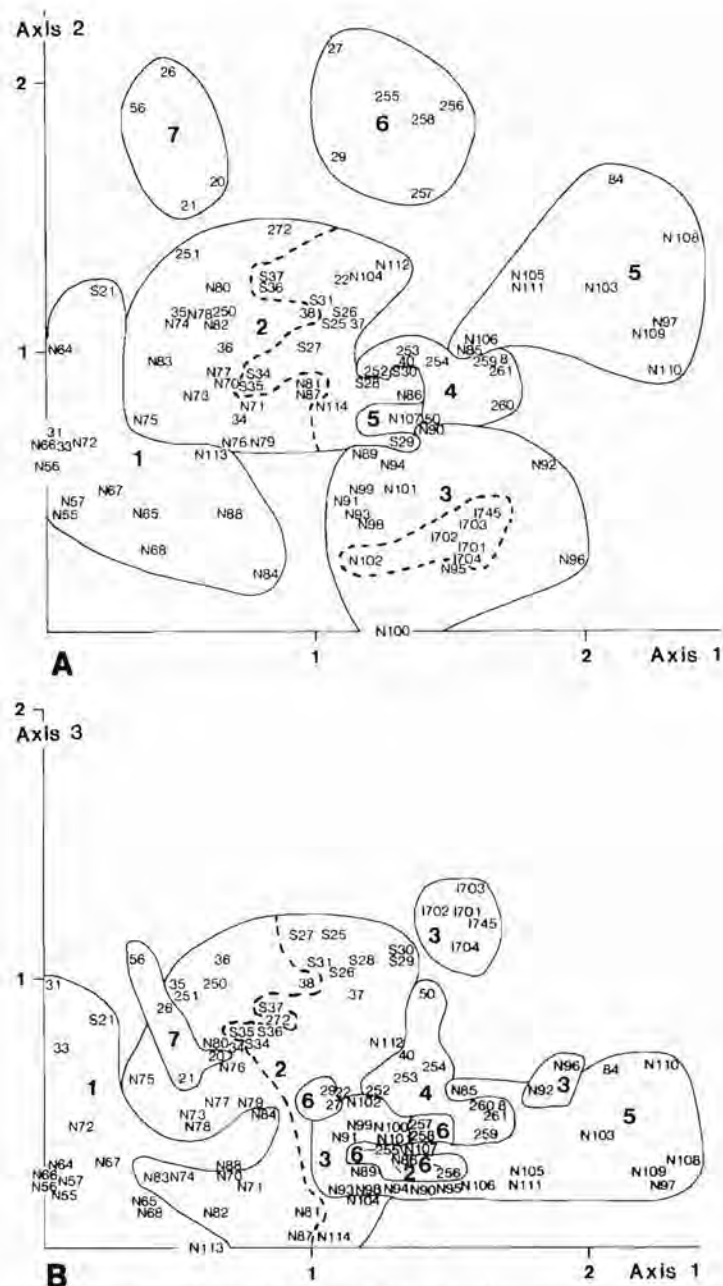 Axis 2
27
2 26
255 256
56 6 258
7
29
20 257 84
21
272 N108
251 N112
S37 22 N104 N105 5
N80 S36 N111 N103
S21 S31
35 N78 250 38 S26 N97
N74 N82 2 S25 37 N109
N106
1 N64 36 S27 253 N85 8
N83 40 254 259
N77 S34 252 S30 261 N110
N70 S35 N81 S28 4
N73 N87 N86
N71 N114 260
N75 34 5 N107 50
31 N90
N66 33 N72 1 N76 N79 S29
N113 N89
N56 N94 N92
N67 N99 N101 3
N57 N91
N55 N65 N88 N93 I745
N98 I703
I702
N68 I701
N102 I704 N96
N84 N95
N100
A 1 2 Axis 1
2
Axis 3
I703
I702 I701
S27 S25 3 I745
56 36 S30 I704
S31 S28 S29
1 31 35 250 38 S26
251 37 50
26 S37
S21 272
7 S35 S36 N112
33 N80 34 S34 40
20 2 254 N96
N76 84 N110
1 N75 21 253
29 22 252 4 N85 N92 3
N77 N79 6 27 N102 260 8 5
N73 N84 261
N72 N78 N99 N100 257 6 259 N103
N91 N101 258
N64 N67 3 6 255 N107 N108
N88 N86 6
N66 N57 N83 N74 N70 N89 2 256 N105 N109
N56 N71 N93 N98 N94 N90 N95 N106 N111 N97
N55 N65 N104
N68 N82 N81
N87 N114
N113
B 1 2 Axis 1